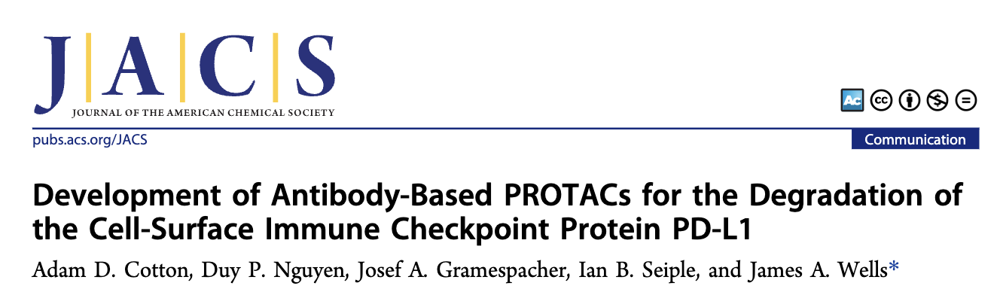 J|A|C|S
JOURNAL OF THE AMERICAN CHEMICAL SOCIETY
Ac cc
pubs.acs.org/JACS
Communication
Development of Antibody-Based PROTACs for the Degradation of
the Cell-Surface Immune Checkpoint Protein PD-L1
Adam D. Cotton, Duy P. Nguyen, Josef A. Gramespacher, Ian B. Seiple, and James A. Wells*